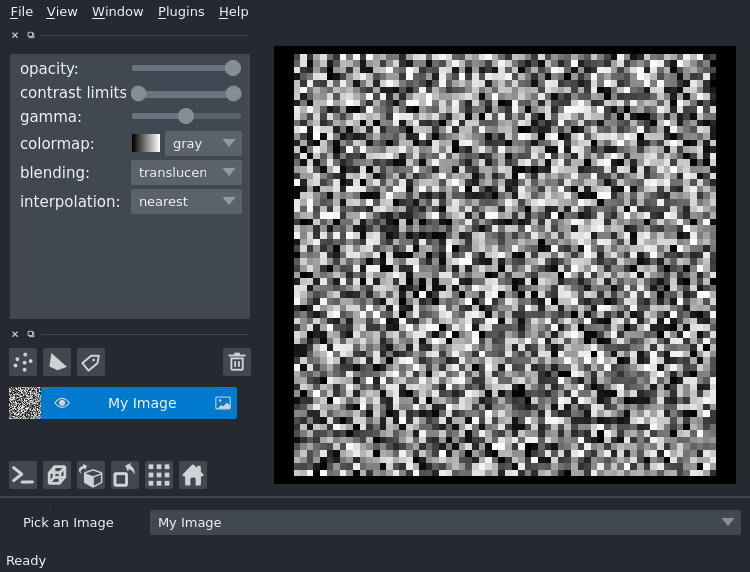 File View Window Plugins Help
opacity:
contrast limits
gamma:
colormap: gray
blending: translucen
interpolation: nearest
My Image
Pick an Image My Image
Ready